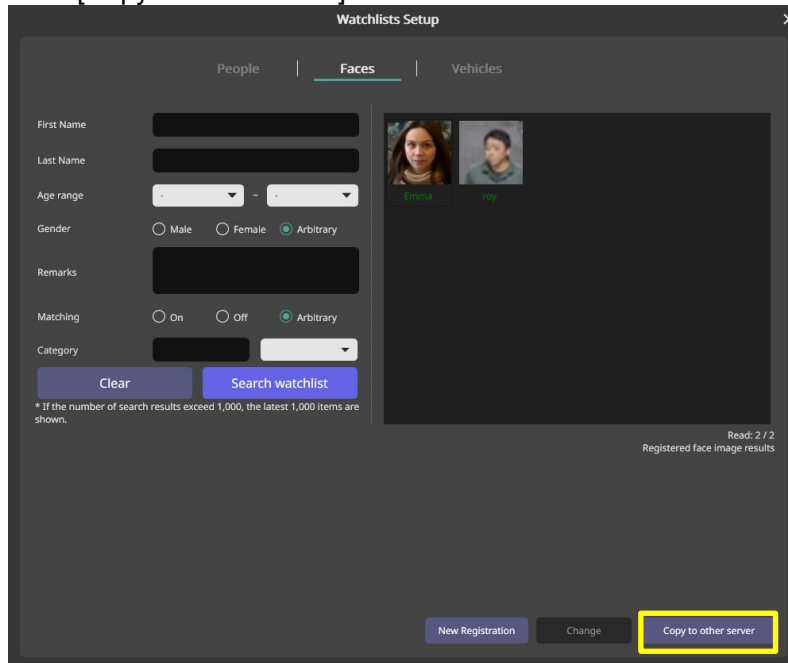 Watchlists Setup
People | Faces | Vehicles
First Name
Last Name
Age range - ~ -
Gender Male Female Arbitrary
Remarks
Matching On Off Arbitrary
Category
Clear Search watchlist
* If the number of search results exceed 1,000, the latest 1,000 items are
shown.
Emma roy
Read: 2 / 2
Registered face image results
New Registration Change Copy to other server